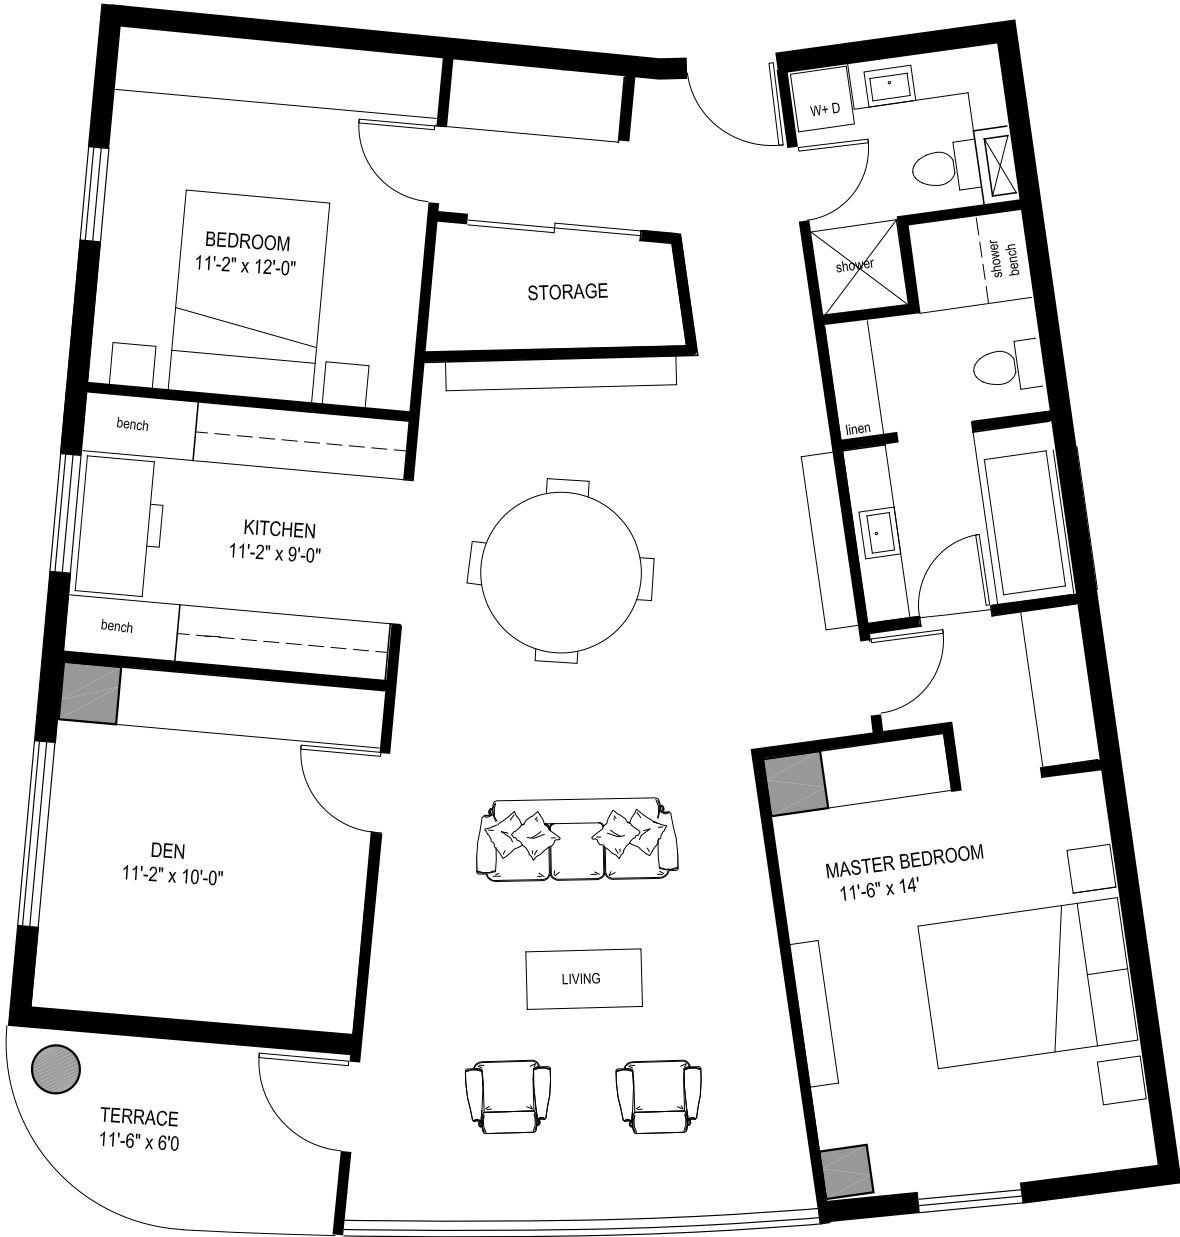 W+ D
BEDROOM
11'-2" x 12'-0"
STORAGE
shower
shower
bench
bench
linen
KITCHEN
11'-2" x 9'-0"
bench
DEN
11'-2" x 10'-0"
MASTER BEDROOM
11'-6" x 14'
LIVING
TERRACE
11'-6" x 6'0